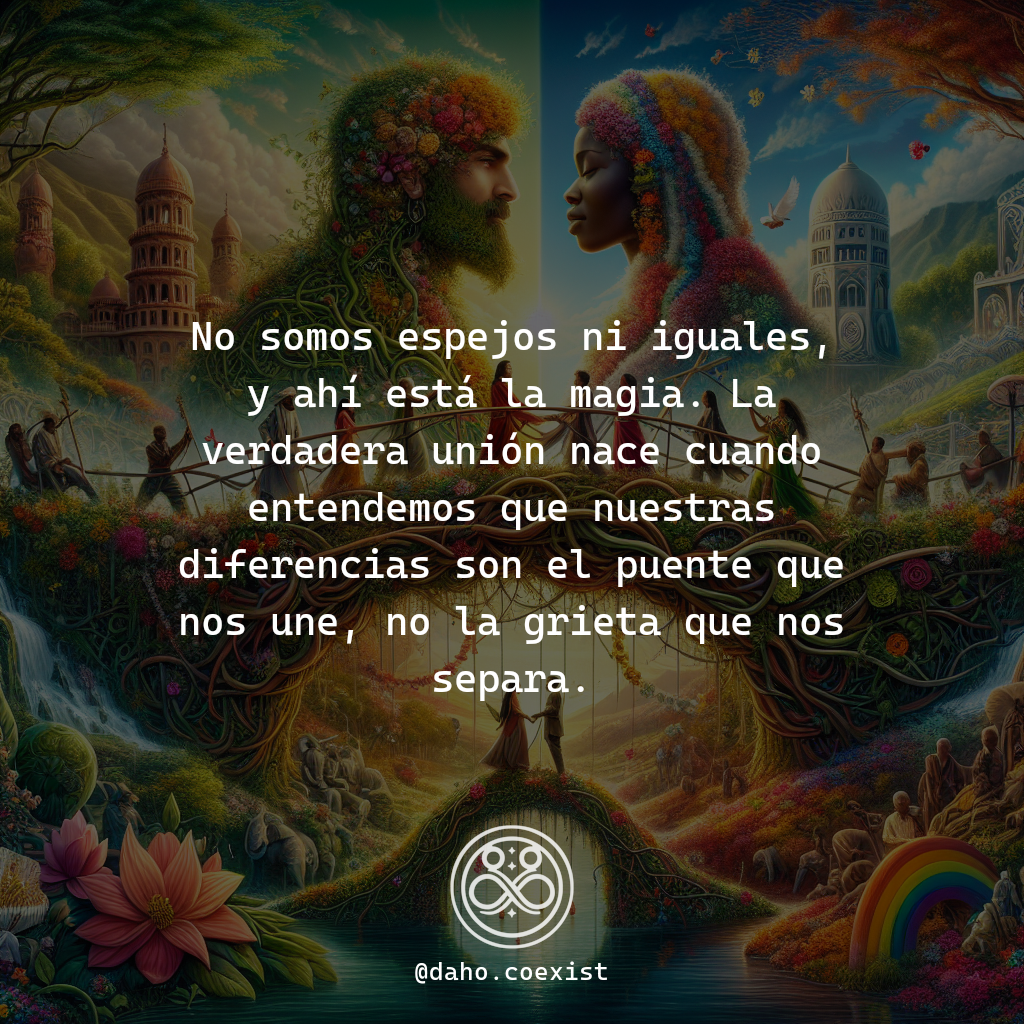 No somos espejos ni iguales,
y ahí está la magia. La
verdadera unión nace cuando
entendemos que nuestras
diferencias son el puente que
nos une, no la grieta que nos
separa.
@daho.coexist